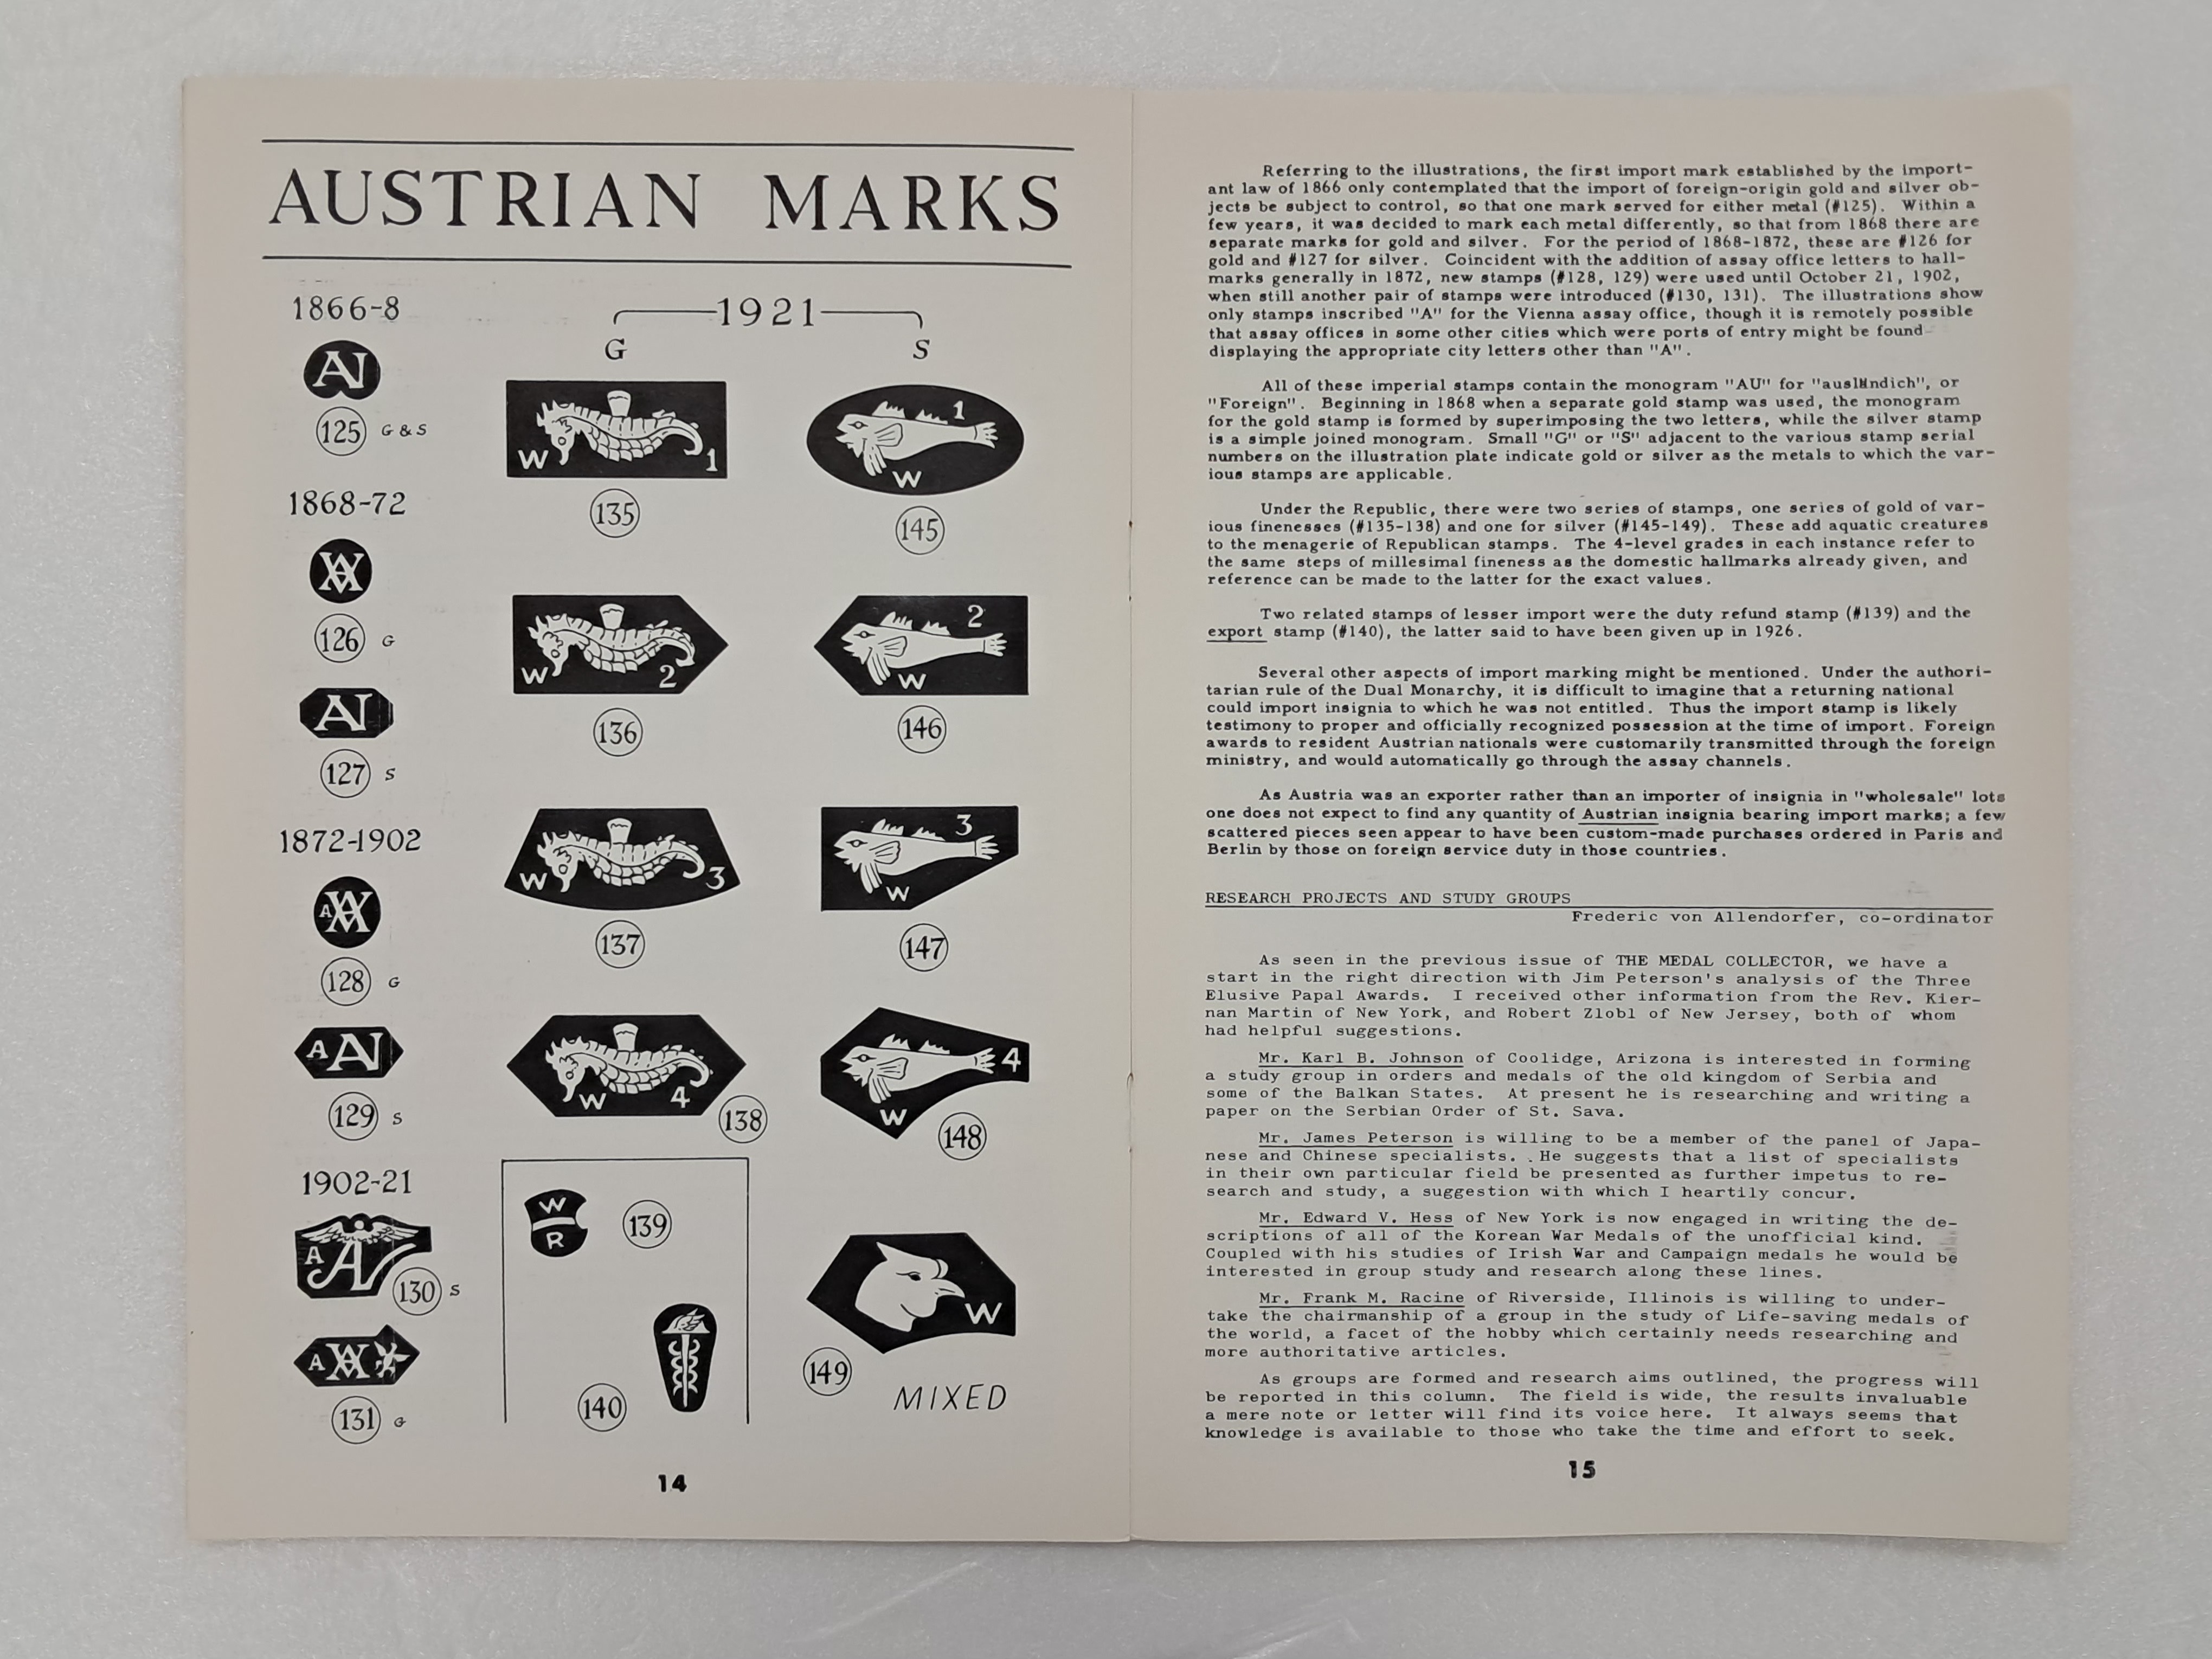 AUSTRIAN MARKS
1866-8
AU
125 G & S
1868-72
126 G
AU
127 S
1872-1902
A
128 G
A AU
129 S
1902-21
A
130 S
A
131 G
1921
G
S
W 1
135
W 2
136
W 3
137
W 4
138
1
W
145
2
W
146
3
W
147
4
W
148
W
R
139
140
W
149
MIXED
14
Referring to the illustrations, the first import mark established by the import-
ant law of 1866 only contemplated that the import of foreign-origin gold and silver ob-
jects be subject to control, so that one mark served for either metal (#125). Within a
few years, it was decided to mark each metal differently, so that from 1868 there are
separate marks for gold and silver. For the period of 1868-1872, these are #126 for
gold and #127 for silver. Coincident with the addition of assay office letters to hall-
marks generally in 1872, new stamps (#128, 129) were used until October 21, 1902,
when still another pair of stamps were introduced (#130, 131). The illustrations show
only stamps inscribed "A" for the Vienna assay office, though it is remotely possible
that assay offices in some other cities which were ports of entry might be found
displaying the appropriate city letters other than "A".
All of these imperial stamps contain the monogram "AU" for "ausländich", or
"Foreign". Beginning in 1868 when a separate gold stamp was used, the monogram
for the gold stamp is formed by superimposing the two letters, while the silver stamp
is a simple joined monogram. Small "G" or "S" adjacent to the various stamp serial
numbers on the illustration plate indicate gold or silver as the metals to which the var-
ious stamps are applicable.
Under the Republic, there were two series of stamps, one series of gold of var-
ious finenesses (#135-138) and one for silver (#145-149). These add aquatic creatures
to the menagerie of Republican stamps. The 4-level grades in each instance refer to
the same steps of millesimal fineness as the domestic hallmarks already given, and
reference can be made to the latter for the exact values.
Two related stamps of lesser import were the duty refund stamp (#139) and the
export stamp (#140), the latter said to have been given up in 1926.
Several other aspects of import marking might be mentioned. Under the authori-
tarian rule of the Dual Monarchy, it is difficult to imagine that a returning national
could import insignia to which he was not entitled. Thus the import stamp is likely
testimony to proper and officially recognized possession at the time of import. Foreign
awards to resident Austrian nationals were customarily transmitted through the foreign
ministry, and would automatically go through the assay channels.
As Austria was an exporter rather than an importer of insignia in "wholesale" lots
one does not expect to find any quantity of Austrian insignia bearing import marks; a few
scattered pieces seen appear to have been custom-made purchases ordered in Paris and
Berlin by those on foreign service duty in those countries.
RESEARCH PROJECTS AND STUDY GROUPS
Frederic von Allendorfer, co-ordinator
As seen in the previous issue of THE MEDAL COLLECTOR, we have a
start in the right direction with Jim Peterson's analysis of the Three
Elusive Papal Awards. I received other information from the Rev. Kier-
nan Martin of New York, and Robert Zlobl of New Jersey, both of whom
had helpful suggestions.
Mr. Karl B. Johnson of Coolidge, Arizona is interested in forming
a study group in orders and medals of the old kingdom of Serbia and
some of the Balkan States. At present he is researching and writing a
paper on the Serbian Order of St. Sava.
Mr. James Peterson is willing to be a member of the panel of Japa-
nese and Chinese specialists. He suggests that a list of specialists
in their own particular field be presented as further impetus to re-
search and study, a suggestion with which I heartily concur.
Mr. Edward V. Hess of New York is now engaged in writing the de-
scriptions of all of the Korean War Medals of the unofficial kind.
Coupled with his studies of Irish War and Campaign medals he would be
interested in group study and research along these lines.
Mr. Frank M. Racine of Riverside, Illinois is willing to under-
take the chairmanship of a group in the study of Life-saving medals of
the world, a facet of the hobby which certainly needs researching and
more authoritative articles.
As groups are formed and research aims outlined, the progress will
be reported in this column. The field is wide, the results invaluable
a mere note or letter will find its voice here. It always seems that
knowledge is available to those who take the time and effort to seek.
15